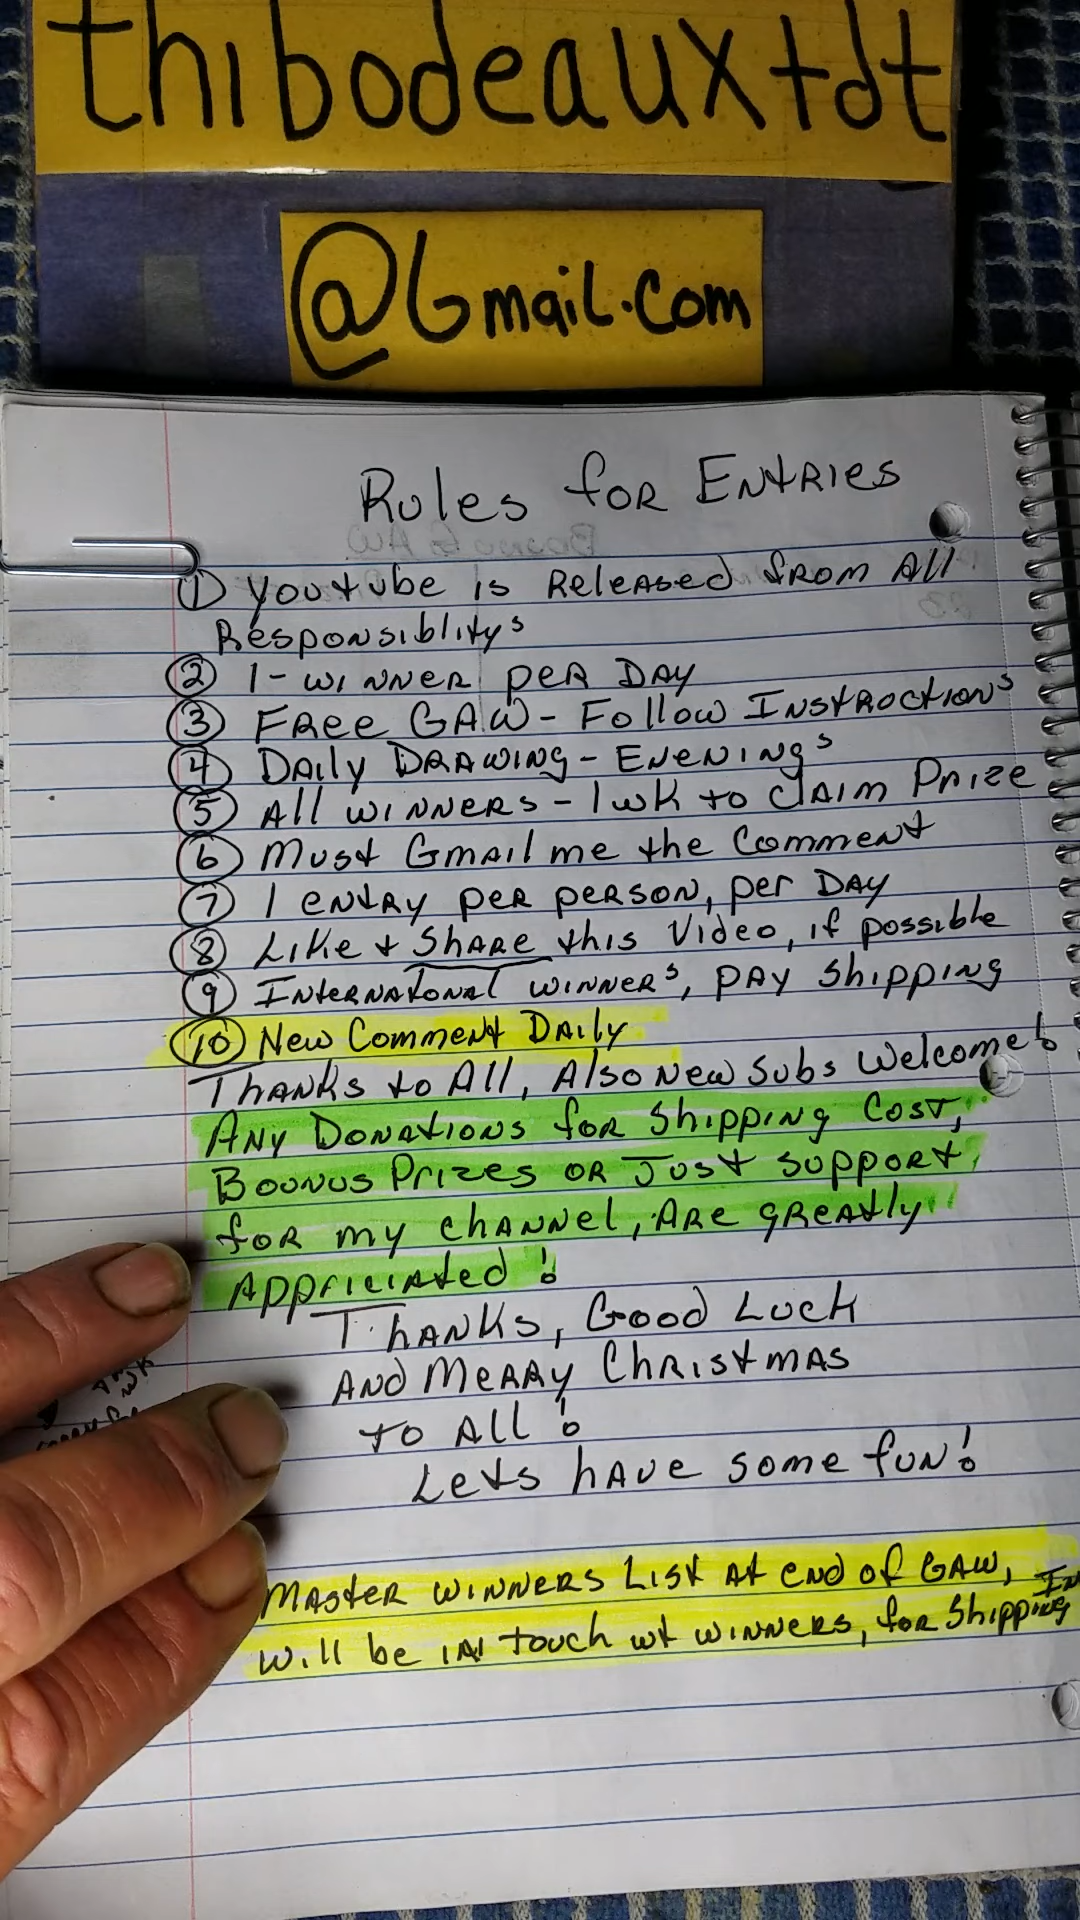 thibodeauxtdt
@Gmail.com
Rules for Entries
① Youtube is Released from All
Responsiblitys
② 1-winner per Day
③ Free GAW - Follow Instructions
④ Daily Drawing - Evenings
⑤ All winners - 1 wk to claim Prize
⑥ Must Gmail me the Comment
⑦ 1 entry per person, per Day
⑧ Like + Share this Video, if possible
⑨ Internatonal winners, pay shipping
⑩ New Comment Daily
Thanks to All, Also New subs Welcome!
Any Donations for Shipping Cost,
Boonus Prizes or Just support
for my channel, Are greatly
Appriciated!
Thanks, Good Luck
And Merry Christmas
to All!
Lets have some fun!
Master winners List At end of GAW,
will be in touch wt winners, for Shipping